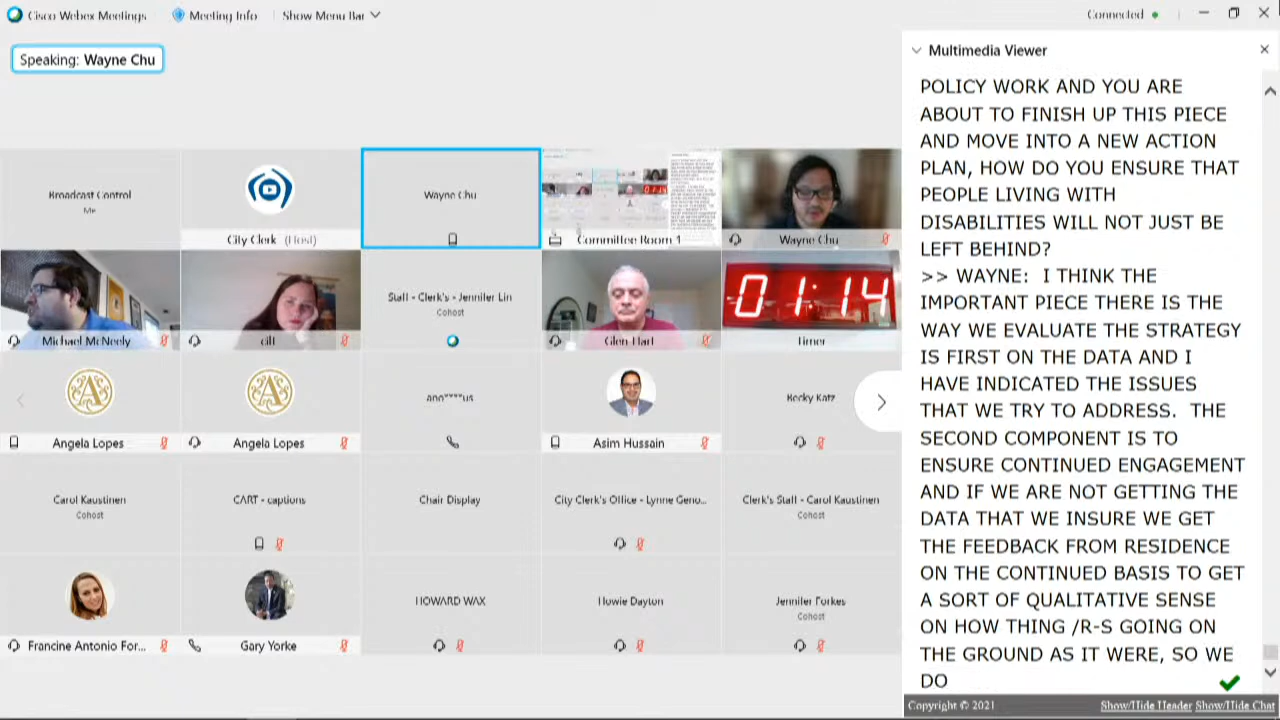 Cisco Webex Meetings
Meeting Info
Show Menu Bar
Connected
Speaking: Wayne Chu
Multimedia Viewer
Broadcast Control
Me
City Clerk (Host)
Wayne Chu
Committee Room 1
Wayne Chu
Michael McNeely
Staff - Clerk's - Jennifer Lin
Cohost
Glen Hart
01:14
Timer
Angela Lopes
Angela Lopes
ano****us
Asim Hussain
Becky Katz
Carol Kaustinen
Cohost
CART - captions
Chair Display
City Clerk's Office - Lynne Geno...
Clerk's Staff - Carol Kaustinen
Cohost
Francine Antonio For...
Gary Yorke
HOWARD WAX
Howie Dayton
Jennifer Forkes
Cohost
POLICY WORK AND YOU ARE
ABOUT TO FINISH UP THIS PIECE
AND MOVE INTO A NEW ACTION
PLAN, HOW DO YOU ENSURE THAT
PEOPLE LIVING WITH
DISABILITIES WILL NOT JUST BE
LEFT BEHIND?
>> WAYNE: I THINK THE
IMPORTANT PIECE THERE IS THE
WAY WE EVALUATE THE STRATEGY
IS FIRST ON THE DATA AND I
HAVE INDICATED THE ISSUES
THAT WE TRY TO ADDRESS. THE
SECOND COMPONENT IS TO
ENSURE CONTINUED ENGAGEMENT
AND IF WE ARE NOT GETTING THE
DATA THAT WE INSURE WE GET
THE FEEDBACK FROM RESIDENCE
ON THE CONTINUED BASIS TO GET
A SORT OF QUALITATIVE SENSE
ON HOW THING /R-S GOING ON
THE GROUND AS IT WERE, SO WE
DO
Copyright © 2021
Show/Hide Header Show/Hide Chat